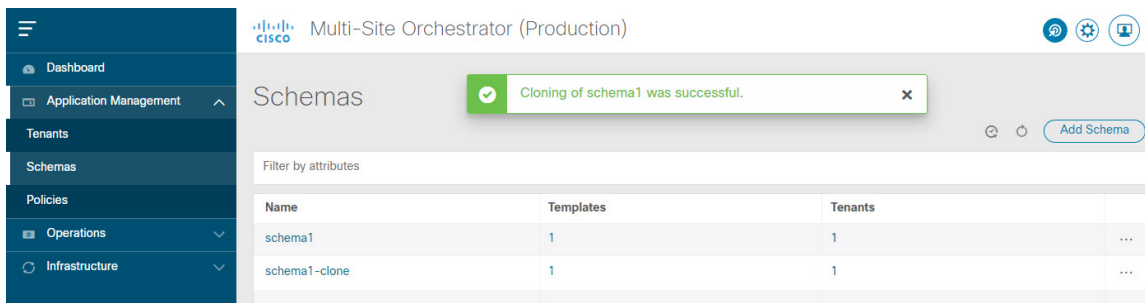 CISCO Multi-Site Orchestrator (Production)
Dashboard
Application Management
Tenants
Schemas
Policies
Operations
Infrastructure
Schemas
Cloning of schema1 was successful.
Add Schema
Filter by attributes
Name Templates Tenants
schema1 1 1 ...
schema1-clone 1 1 ...